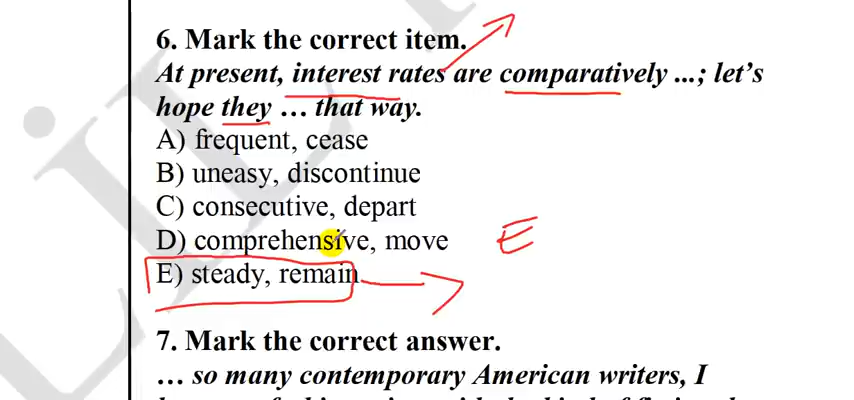 6. Mark the correct item.
At present, interest rates are comparatively ...; let’s
hope they … that way.
A) frequent, cease
B) uneasy, discontinue
C) consecutive, depart
D) comprehensive, move
E
E) steady, remain
7. Mark the correct answer.
… so many contemporary American writers, I